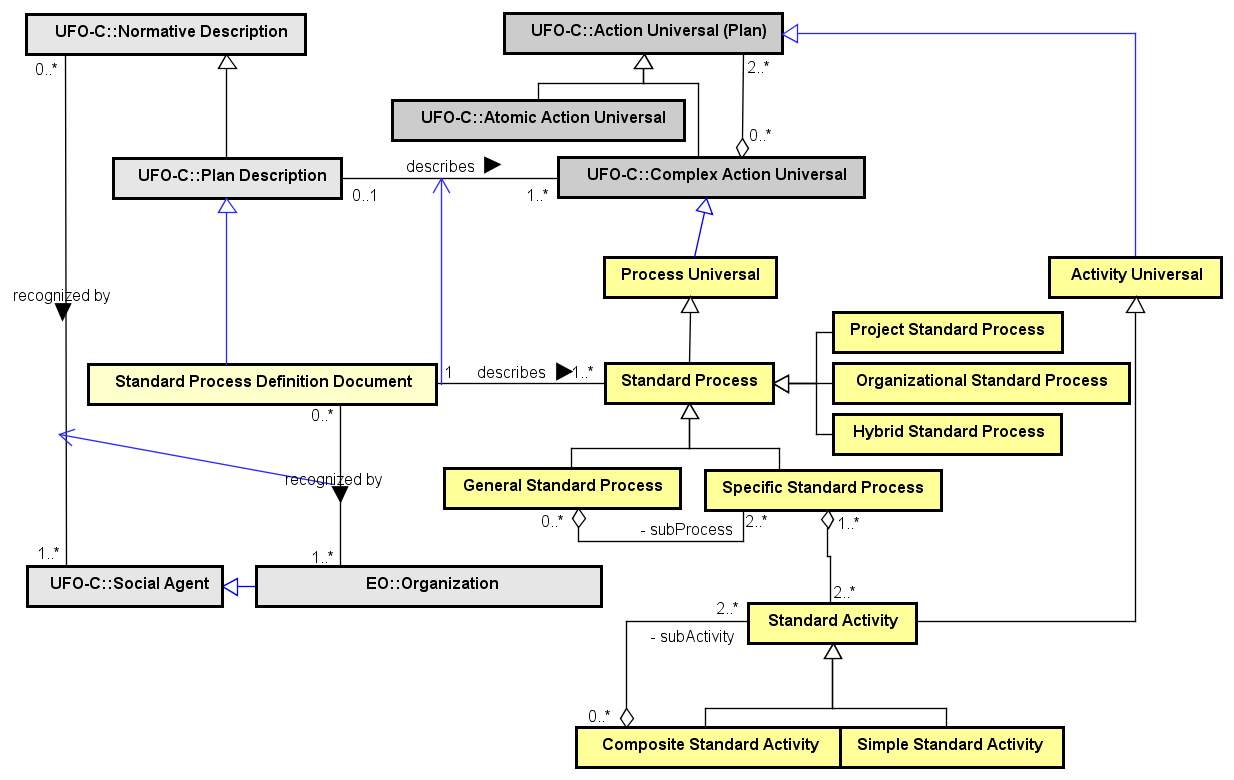 UFO-C::Normative Description
UFO-C::Action Universal (Plan)
0..*
2..*
UFO-C::Atomic Action Universal
0..*
describes
UFO-C::Plan Description
UFO-C::Complex Action Universal
0..1
1..*
Process Universal
Activity Universal
recognized by
Project Standard Process
Standard Process Definition Document
1
describes
1..*
Standard Process
Organizational Standard Process
0..*
Hybrid Standard Process
recognized by
General Standard Process
Specific Standard Process
0..*
- subProcess
2..*
1..*
1..*
1..*
UFO-C::Social Agent
EO::Organization
2..*
2..*
- subActivity
Standard Activity
0..*
Composite Standard Activity
Simple Standard Activity